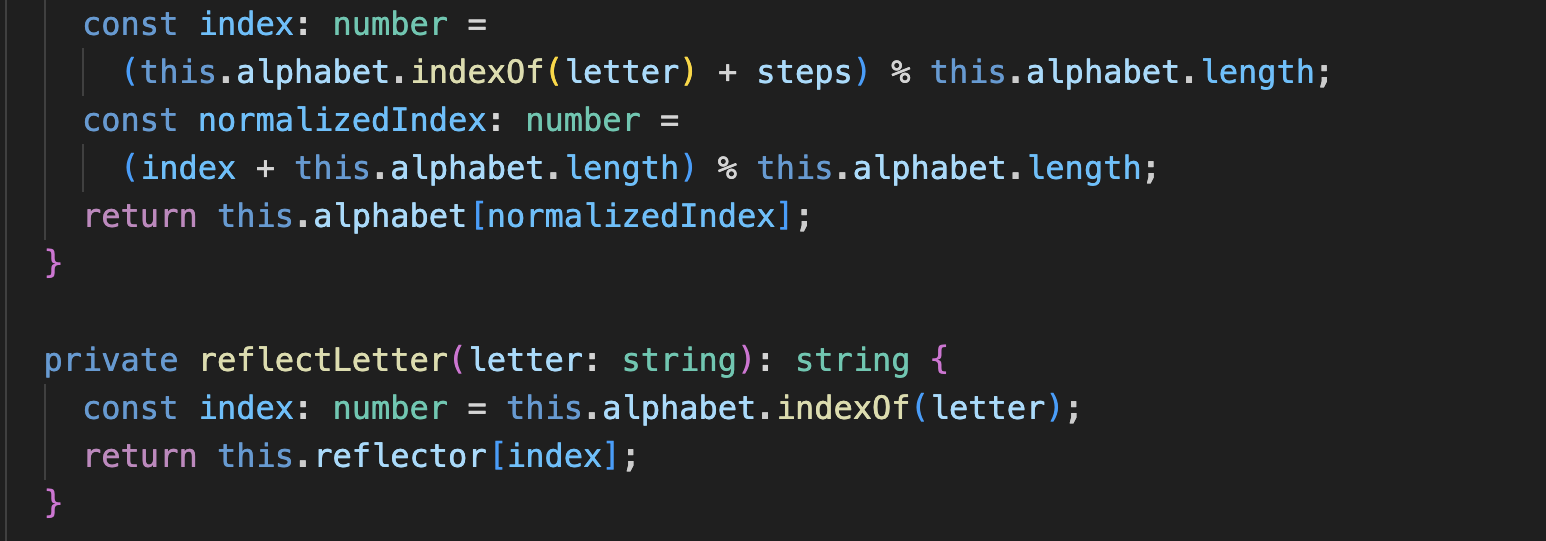 const index: number =
(this.alphabet.indexOf(letter) + steps) % this.alphabet.length;
const normalizedIndex: number =
(index + this.alphabet.length) % this.alphabet.length;
return this.alphabet[normalizedIndex];
}
private reflectLetter(letter: string): string {
const index: number = this.alphabet.indexOf(letter);
return this.reflector[index];
}